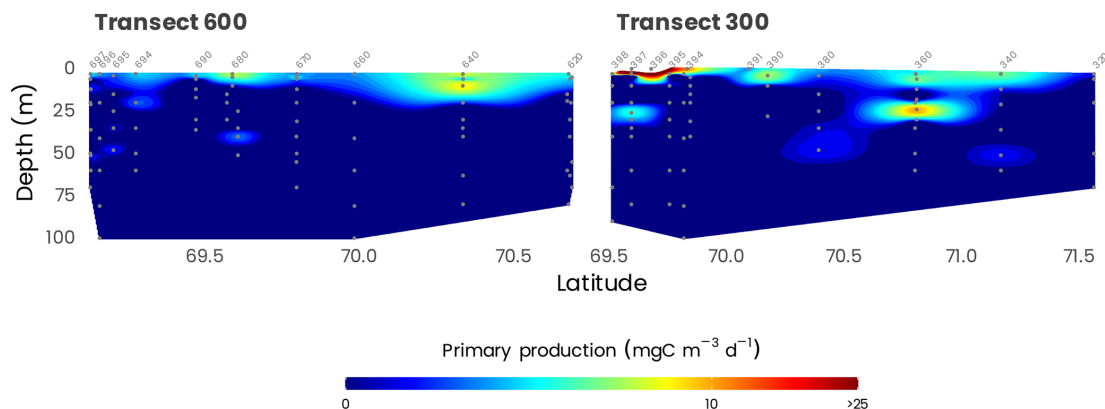 Transect 600
Transect 300
697 696 695 694 690 680 670 660 640 620
398 397 396 395 394 391 390 380 360 340
0
25
50
75
100
Depth (m)
69.5 70.0 70.5
69.5 70.0 70.5 71.0 71.5
Latitude
Primary production (mgC m⁻³ d⁻¹)
0 10 >25